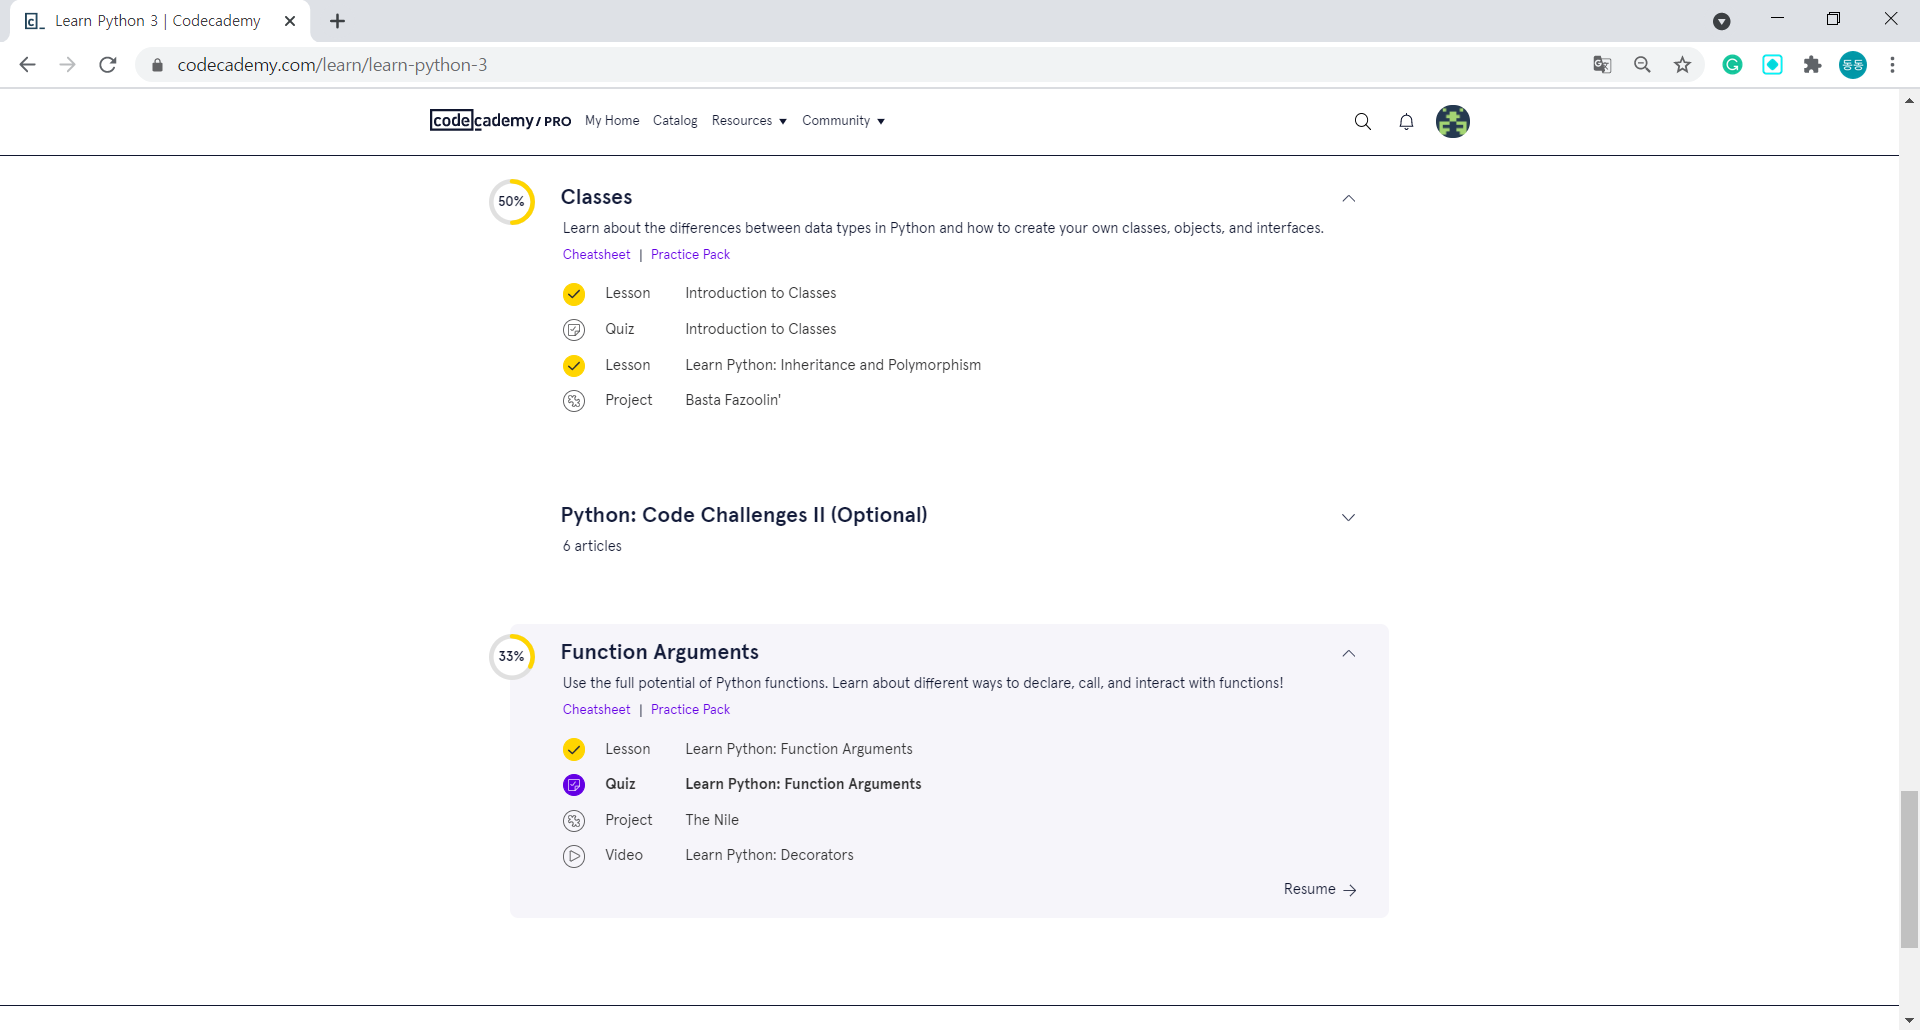 Learn Python 3 | Codecademy
codecademy.com/learn/learn-python-3
동동
codecademy / PRO My Home Catalog Resources Community
50% Classes
Learn about the differences between data types in Python and how to create your own classes, objects, and interfaces.
Cheatsheet | Practice Pack
Lesson Introduction to Classes
Quiz Introduction to Classes
Lesson Learn Python: Inheritance and Polymorphism
Project Basta Fazoolin'
Python: Code Challenges II (Optional)
6 articles
33% Function Arguments
Use the full potential of Python functions. Learn about different ways to declare, call, and interact with functions!
Cheatsheet | Practice Pack
Lesson Learn Python: Function Arguments
Quiz Learn Python: Function Arguments
Project The Nile
Video Learn Python: Decorators
Resume